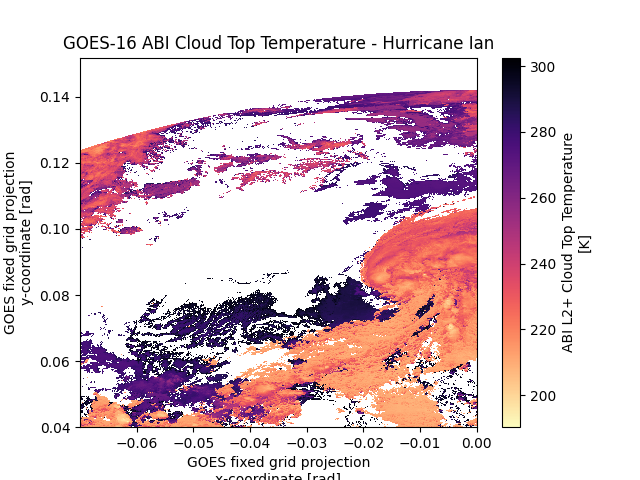 GOES-16 ABI Cloud Top Temperature - Hurricane Ian
0.14
0.12
0.10
0.08
0.06
0.04
GOES fixed grid projection
y-coordinate [rad]
−0.06
−0.05
−0.04
−0.03
−0.02
−0.01
0.00
GOES fixed grid projection
x-coordinate [rad]
300
280
260
240
220
200
ABI L2+ Cloud Top Temperature
[K]